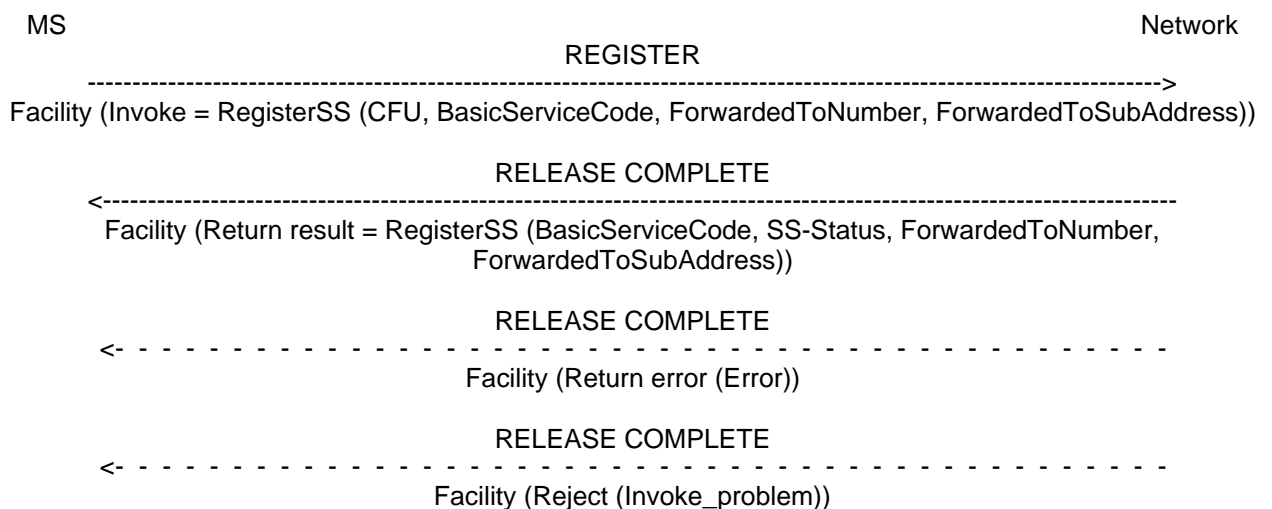 MS Network
REGISTER
------------------------------------------------------------------------------------------------------------------------>
Facility (Invoke = RegisterSS (CFU, BasicServiceCode, ForwardedToNumber, ForwardedToSubAddress))
RELEASE COMPLETE
<------------------------------------------------------------------------------------------------------------------------
Facility (Return result = RegisterSS (BasicServiceCode, SS-Status, ForwardedToNumber,
ForwardedToSubAddress))
RELEASE COMPLETE
<- - - - - - - - - - - - - - - - - - - - - - - - - - - - - - - - - - - - - - - - - - - -
Facility (Return error (Error))
RELEASE COMPLETE
<- - - - - - - - - - - - - - - - - - - - - - - - - - - - - - - - - - - - - - - - - - - -
Facility (Reject (Invoke_problem))